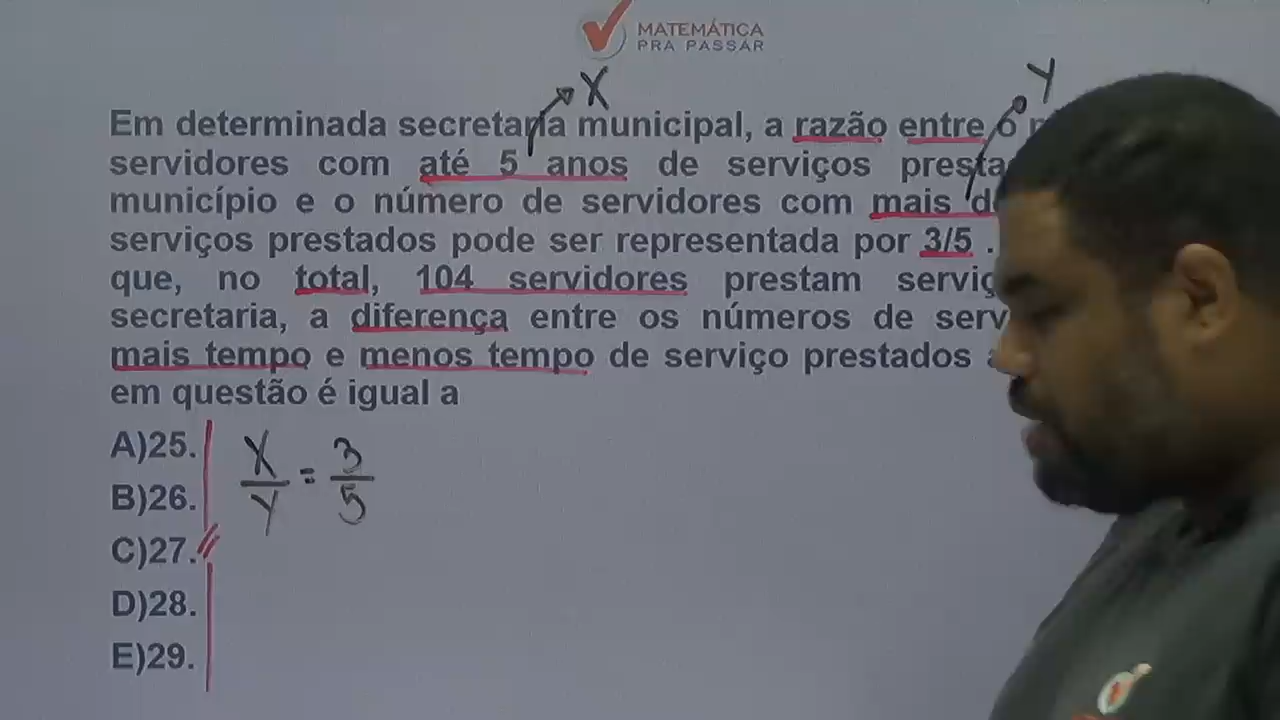 MATEMÁTICA
PRA PASSAR
X
Y
Em determinada secretaria municipal, a razão entre o
servidores com até 5 anos de serviços
município e o número de servidores com mais
serviços prestados pode ser representada por 3/5 .
que, no total, 104 servidores prestam
secretaria, a diferença entre os números de
mais tempo e menos tempo de serviço prestados
em questão é igual a
A)25.
B)26.
C)27.
D)28.
E)29.
X/Y = 3/5